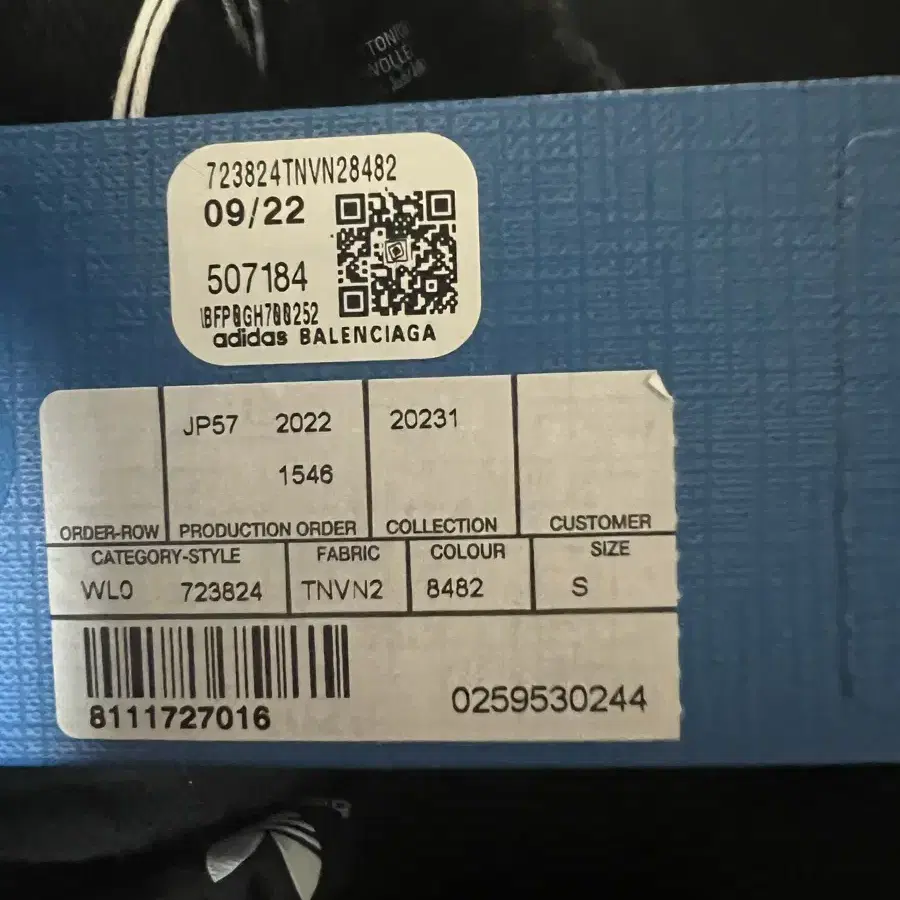 723824TNVN28482
09/22
507184
adidas BALENCIAGA
JP57 2022 20231
1546
ORDER-ROW PRODUCTION ORDER COLLECTION CUSTOMER
CATEGORY-STYLE FABRIC COLOUR SIZE
WL0 723824 TNVN2 8482 S
8111727016
0259530244